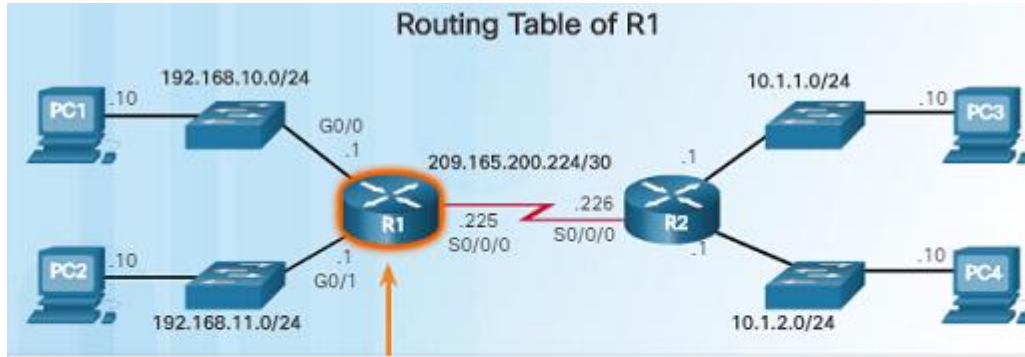 Routing Table of R1
192.168.10.0/24
10.1.1.0/24
PC1
.10
G0/0
.1
.10
PC3
209.165.200.224/30
.1
R1
.225
S0/0/0
.226
S0/0/0
R2
.1
PC2
.10
.1
G0/1
.10
PC4
192.168.11.0/24
10.1.2.0/24